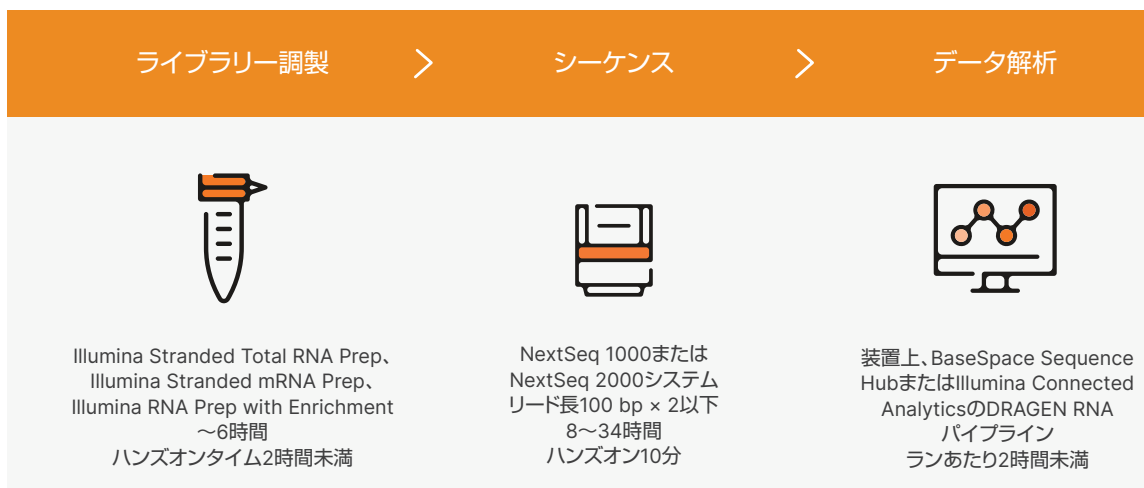 ライブラリー調製
シーケンス
データ解析
Illumina Stranded Total RNA Prep、
Illumina Stranded mRNA Prep、
Illumina RNA Prep with Enrichment
～6時間
ハンズオンタイム2時間未満
NextSeq 1000または
NextSeq 2000システム
リード長100 bp × 2以下
8～34時間
ハンズオン10分
装置上、BaseSpace Sequence
HubまたはIllumina Connected
AnalyticsのDRAGEN RNA
パイプライン
ランあたり2時間未満